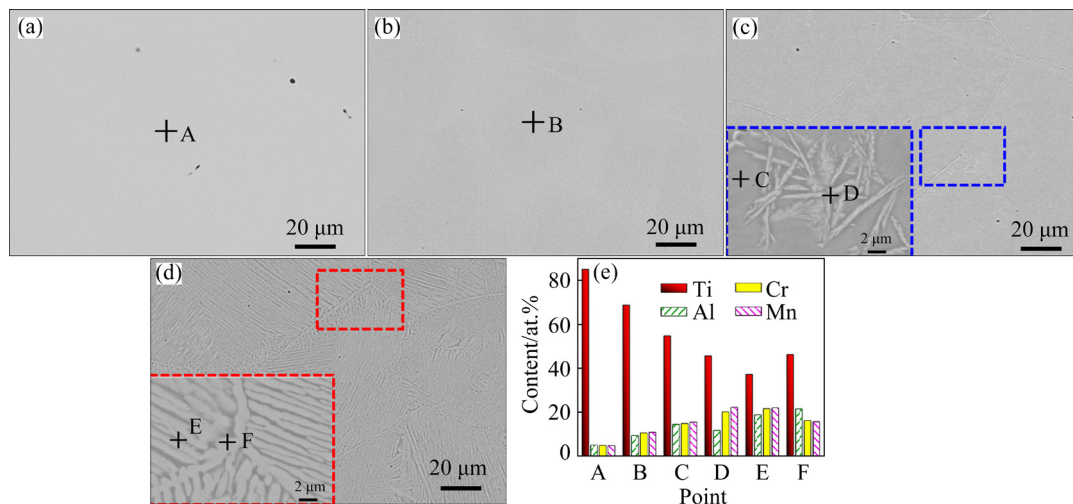 (a)
A
20 μm
(b)
B
20 μm
(c)
C
D
2 μm
20 μm
(d)
E
F
2 μm
20 μm
(e)
Content/at.%
80
60
40
20
0
Ti
Cr
Al
Mn
A B C D E F
Point